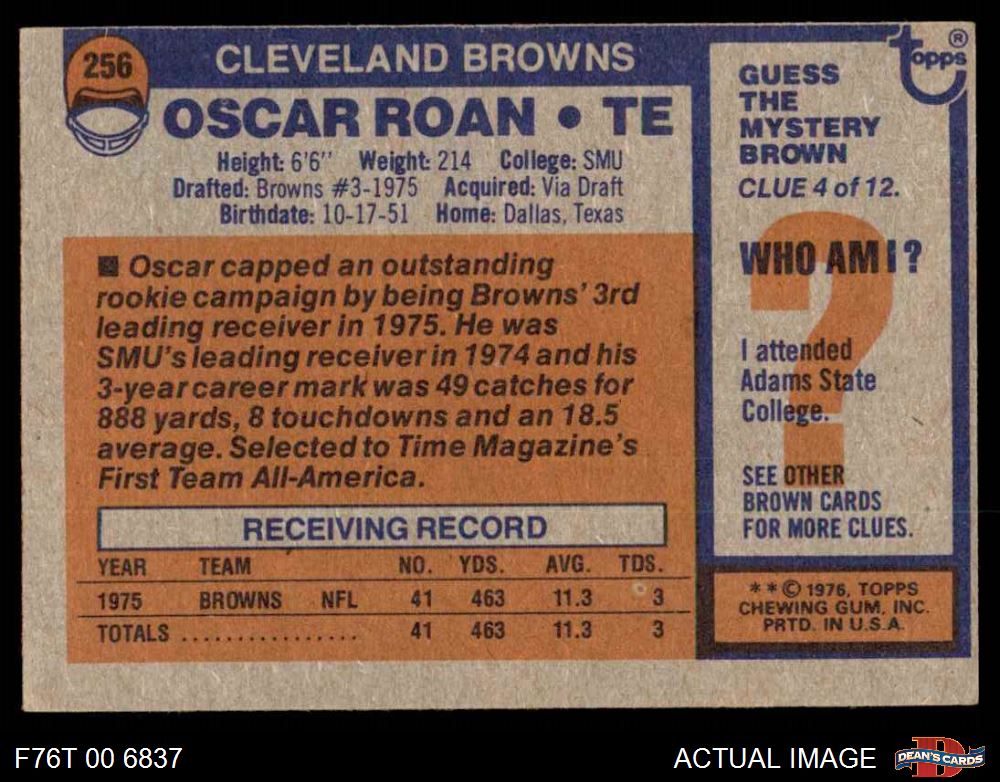 256
CLEVELAND BROWNS
OSCAR ROAN • TE
Height: 6'6'' Weight: 214 College: SMU
Drafted: Browns #3-1975 Acquired: Via Draft
Birthdate: 10-17-51 Home: Dallas, Texas
■ Oscar capped an outstanding
rookie campaign by being Browns' 3rd
leading receiver in 1975. He was
SMU's leading receiver in 1974 and his
3-year career mark was 49 catches for
888 yards, 8 touchdowns and an 18.5
average. Selected to Time Magazine's
First Team All-America.
RECEIVING RECORD
YEAR TEAM NO. YDS. AVG. TDS.
1975 BROWNS NFL 41 463 11.3 3
TOTALS ................ 41 463 11.3 3
topps ®
GUESS
THE
MYSTERY
BROWN
CLUE 4 of 12.
WHO AM I?
I attended
Adams State
College.
SEE OTHER
BROWN CARDS
FOR MORE CLUES.
* * © 1976, TOPPS
CHEWING GUM, INC.
PRTD. IN U.S.A.
F76T 00 6837
ACTUAL IMAGE
D
DEAN'S CARDS